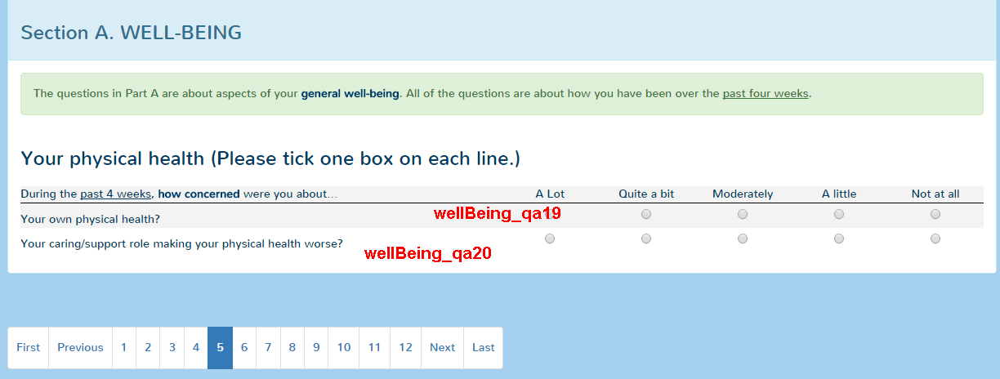 Section A. WELL-BEING
The questions in Part A are about aspects of your general well-being. All of the questions are about how you have been over the past four weeks.
Your physical health (Please tick one box on each line.)
During the past 4 weeks, how concerned were you about... A Lot Quite a bit Moderately A little Not at all
Your own physical health? wellBeing_qa19
Your caring/support role making your physical health worse?
wellBeing_qa20
First Previous 1 2 3 4 5 6 7 8 9 10 11 12 Next Last